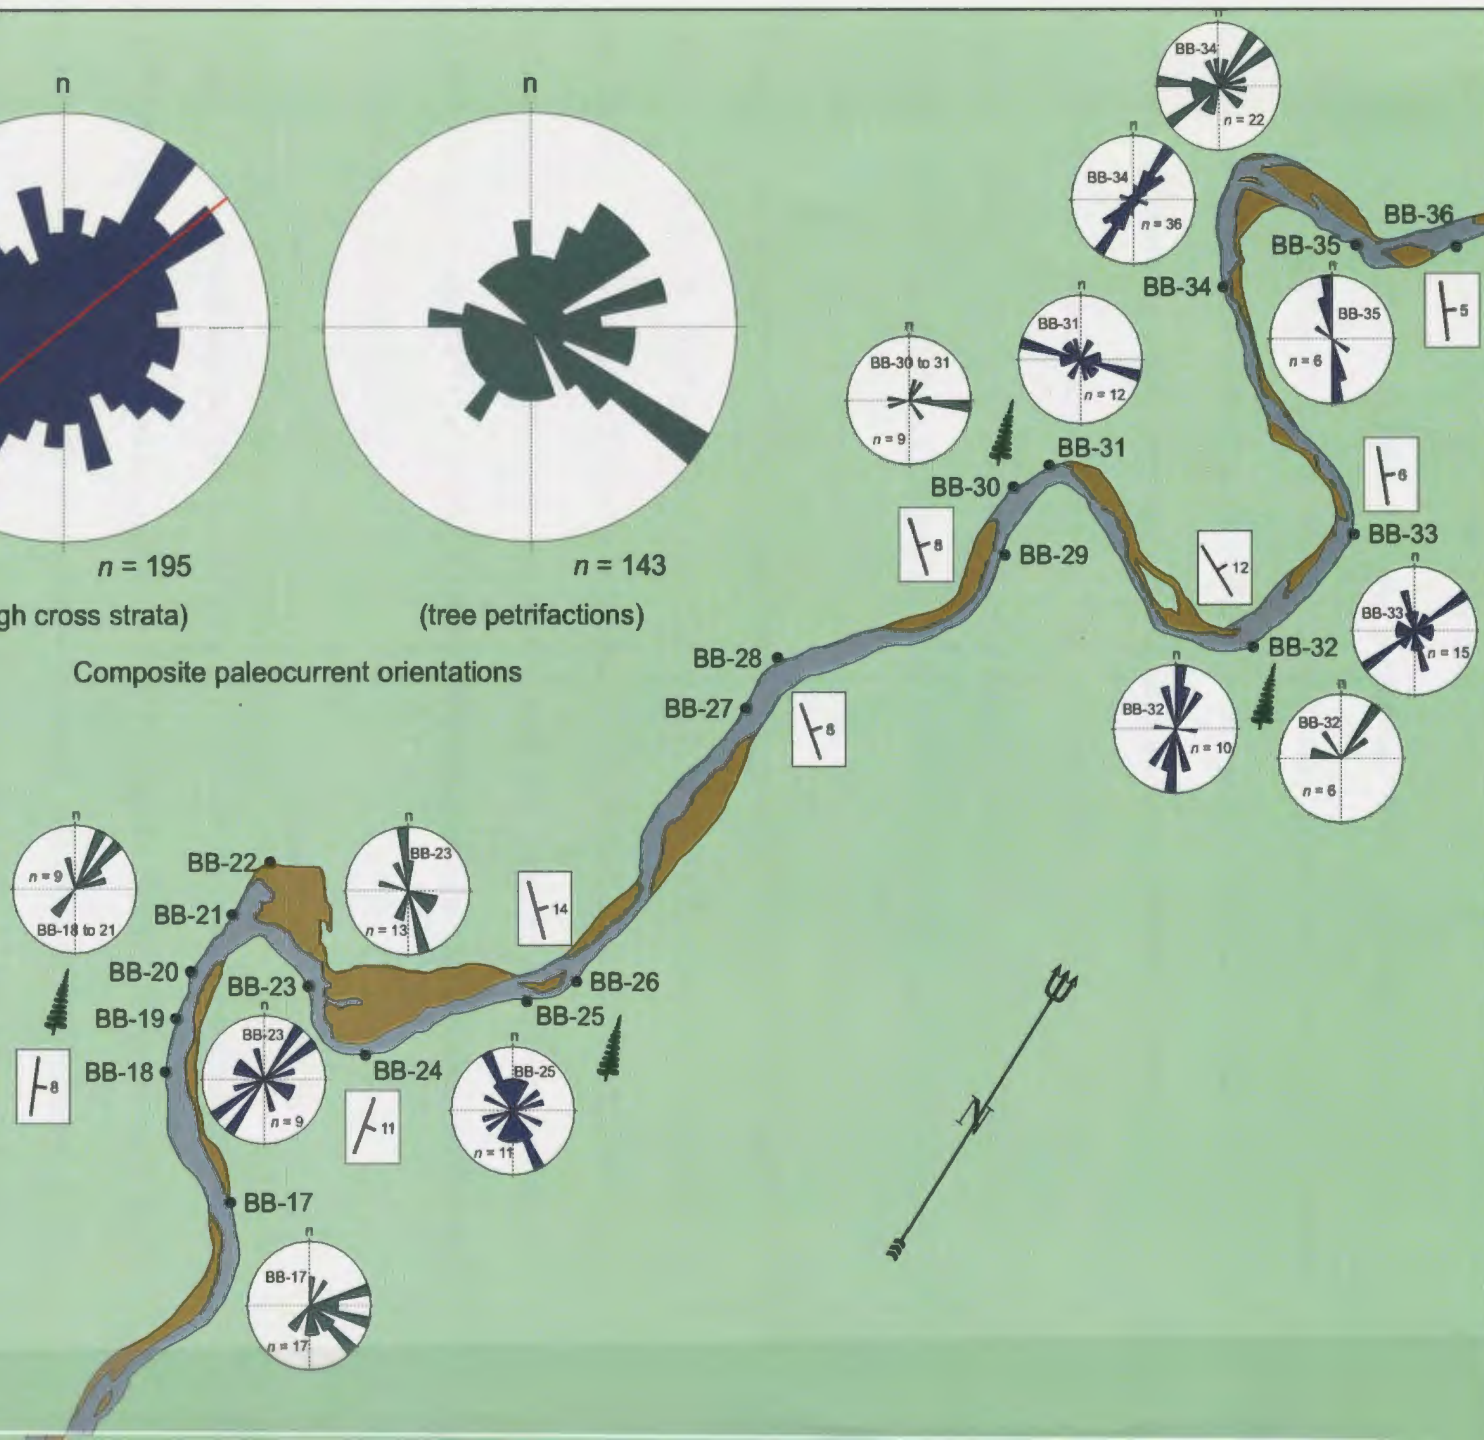 n
n
n = 195
n = 143
gh cross strata)
(tree petrifactions)
Composite paleocurrent orientations
n
BB-34
n = 22
n
BB-34
n = 36
BB-36
BB-35
BB-34
n
BB-35
n = 6
5
n
BB-31
n = 12
n
BB-30 to 31
n = 9
BB-31
BB-30
6
8
BB-29
BB-33
12
n
BB-33
n = 15
BB-28
BB-32
BB-27
n
BB-32
n = 10
n
BB-32
n = 6
8
n
n = 9
BB-18 to 21
BB-22
n
BB-23
n = 13
BB-21
14
BB-20
BB-23
BB-26
BB-19
BB-25
n
BB-23
n = 9
BB-18
8
BB-24
n
BB-25
n = 11
11
N
BB-17
n
BB-17
n = 17